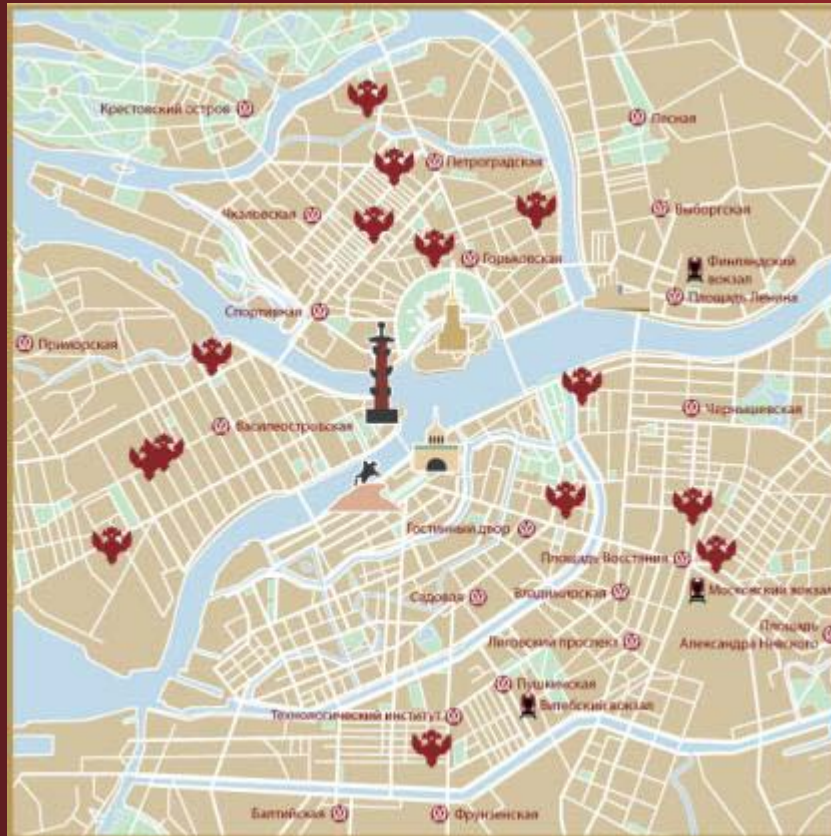 Крестовский остров
Лесная
Петроградская
Чкаловская
Выборгская
Горьковская
Финляндский
вокзал
Площадь Ленина
Спортивная
Приморская
Василеостровская
Чернышевская
Гостинный двор
Площадь Восстания
Садовая
Владимирская
Московский вокзал
Площадь
Александра Невского
Лиговский проспект
Пушкинская
Витебский вокзал
Технологический институт
Балтийская
Фрунзенская